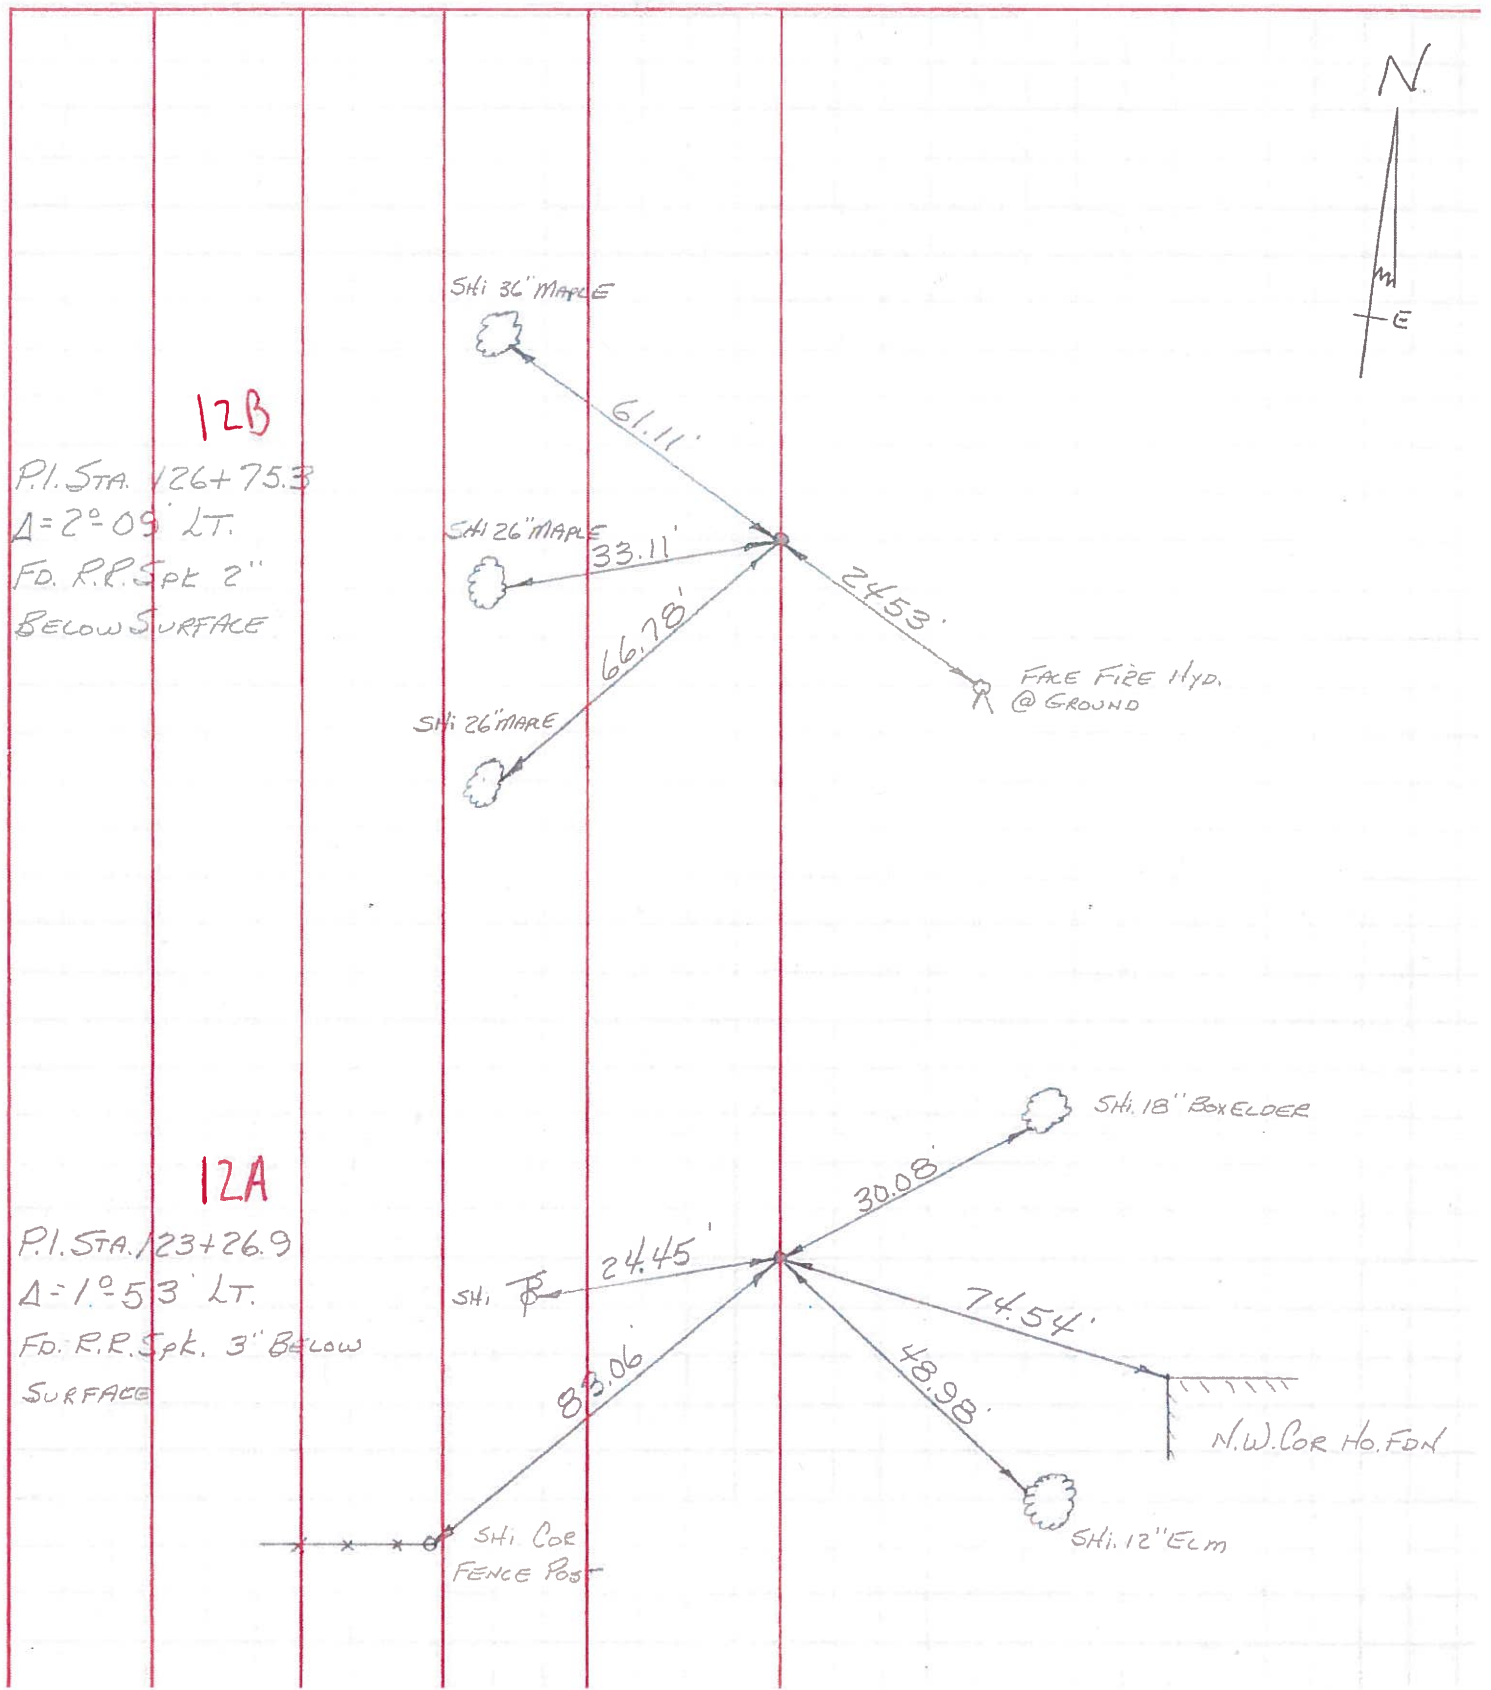 N
E
SHi 36" MAPLE
61.11'
12B
P.I. STA. 126+75.3
Δ=2°09' LT.
FD. R.R. Spk 2"
BELOW SURFACE
SHi 26" MAPLE
33.11'
24.53'
66.78'
FACE FIRE HYD.
@ GROUND
SHi 26" MAPLE
SHi. 18" BOXELDER
30.08'
12A
P.I. STA. 123+26.9
Δ=1°53' LT.
FD. R.R. Spk. 3" BELOW
SURFACE
24.45'
SHi
74.54'
83.06'
48.98'
N.W. COR HO. FDN
SHi. COR
FENCE POST
SHi. 12" ELM